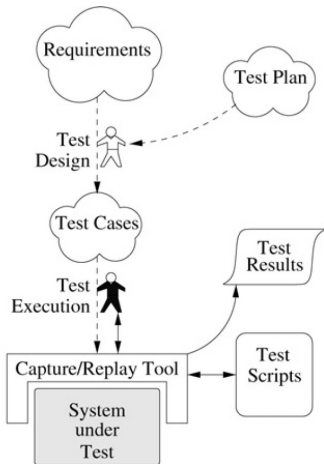 Requirements
Test Plan
Test
Design
Test Cases
Test
Execution
Test
Results
Capture/Replay Tool
Test
Scripts
System
under
Test